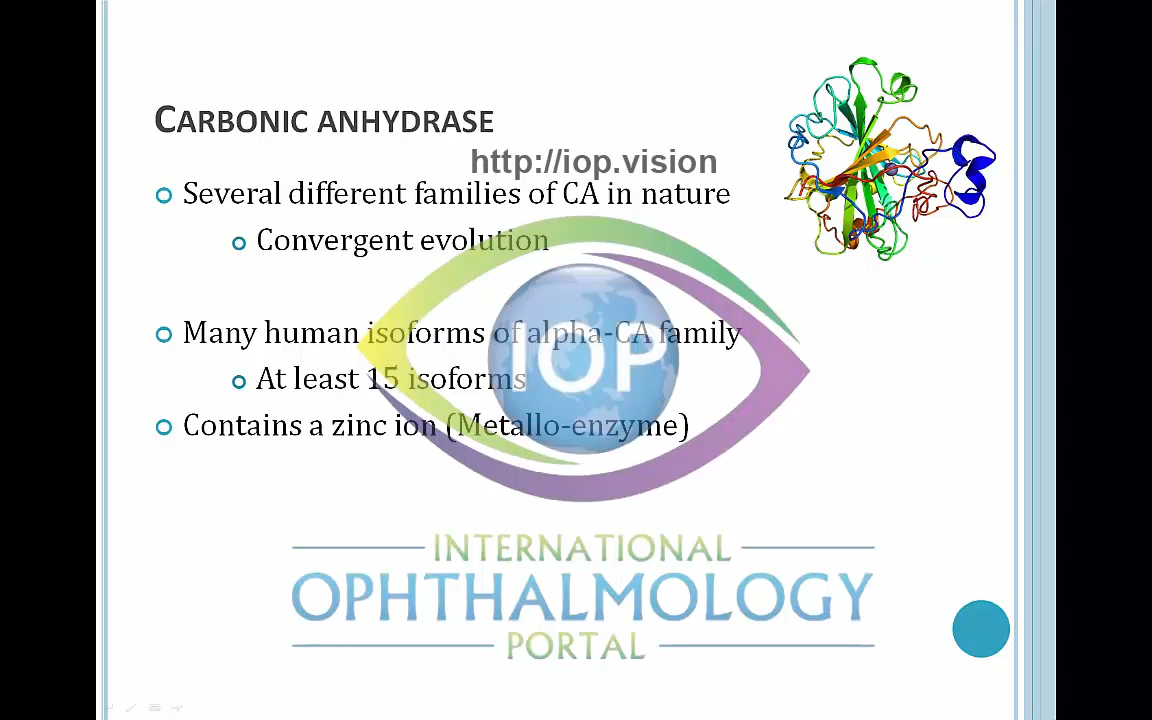 CARBONIC ANHYDRASE
http://iop.vision
Several different families of CA in nature
Convergent evolution
Many human isoforms of alpha-CA family
At least 15 isoforms
Contains a zinc ion (Metallo-enzyme)
IOP
INTERNATIONAL
OPHTHALMOLOGY
PORTAL